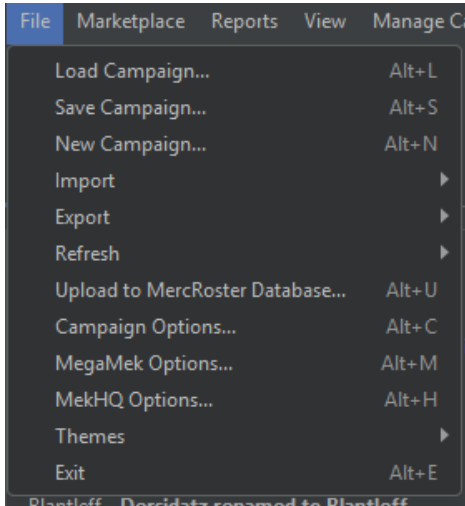 File Marketplace Reports View Manage
Load Campaign... Alt+L
Save Campaign... Alt+S
New Campaign... Alt+N
Import
Export
Refresh
Upload to MercRoster Database... Alt+U
Campaign Options... Alt+C
MegaMek Options... Alt+M
MekHQ Options... Alt+H
Themes
Exit Alt+E